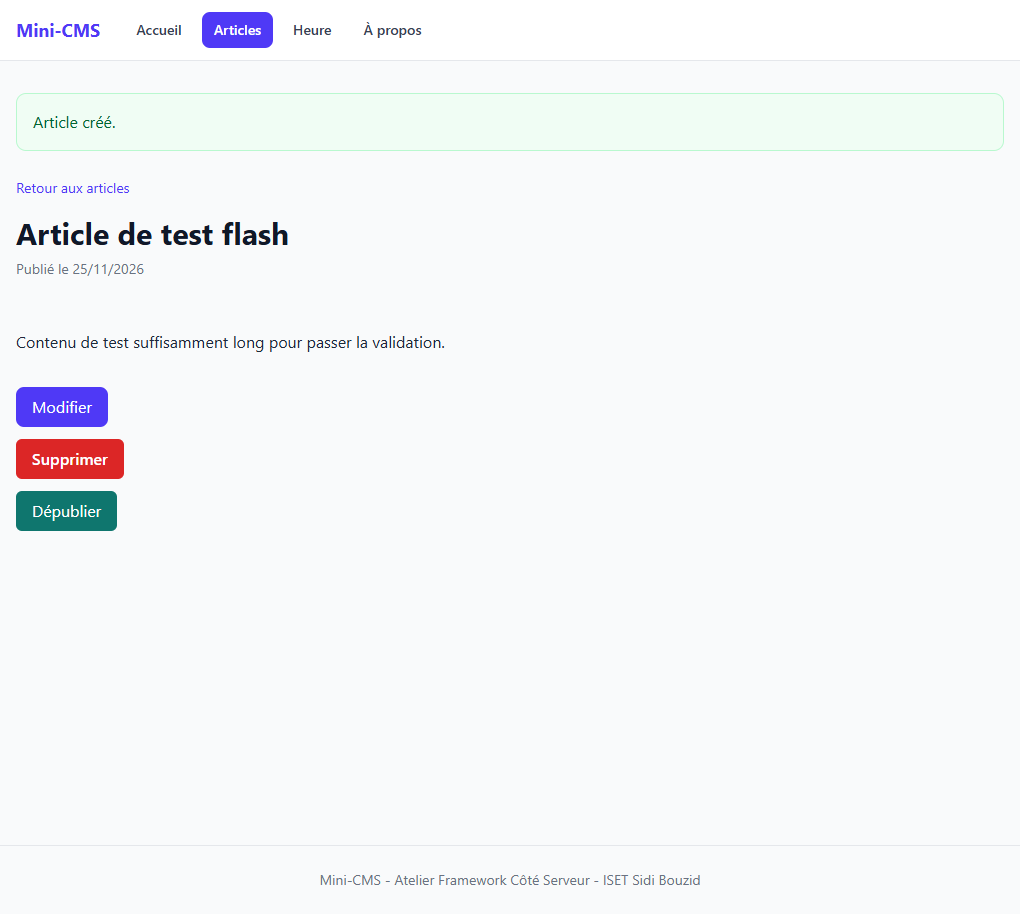 Mini-CMS Accueil Articles Heure À propos
Article créé.
Retour aux articles
Article de test flash
Publié le 25/11/2026
Contenu de test suffisamment long pour passer la validation.
Modifier
Supprimer
Dépublier
Mini-CMS - Atelier Framework Côté Serveur - ISET Sidi Bouzid